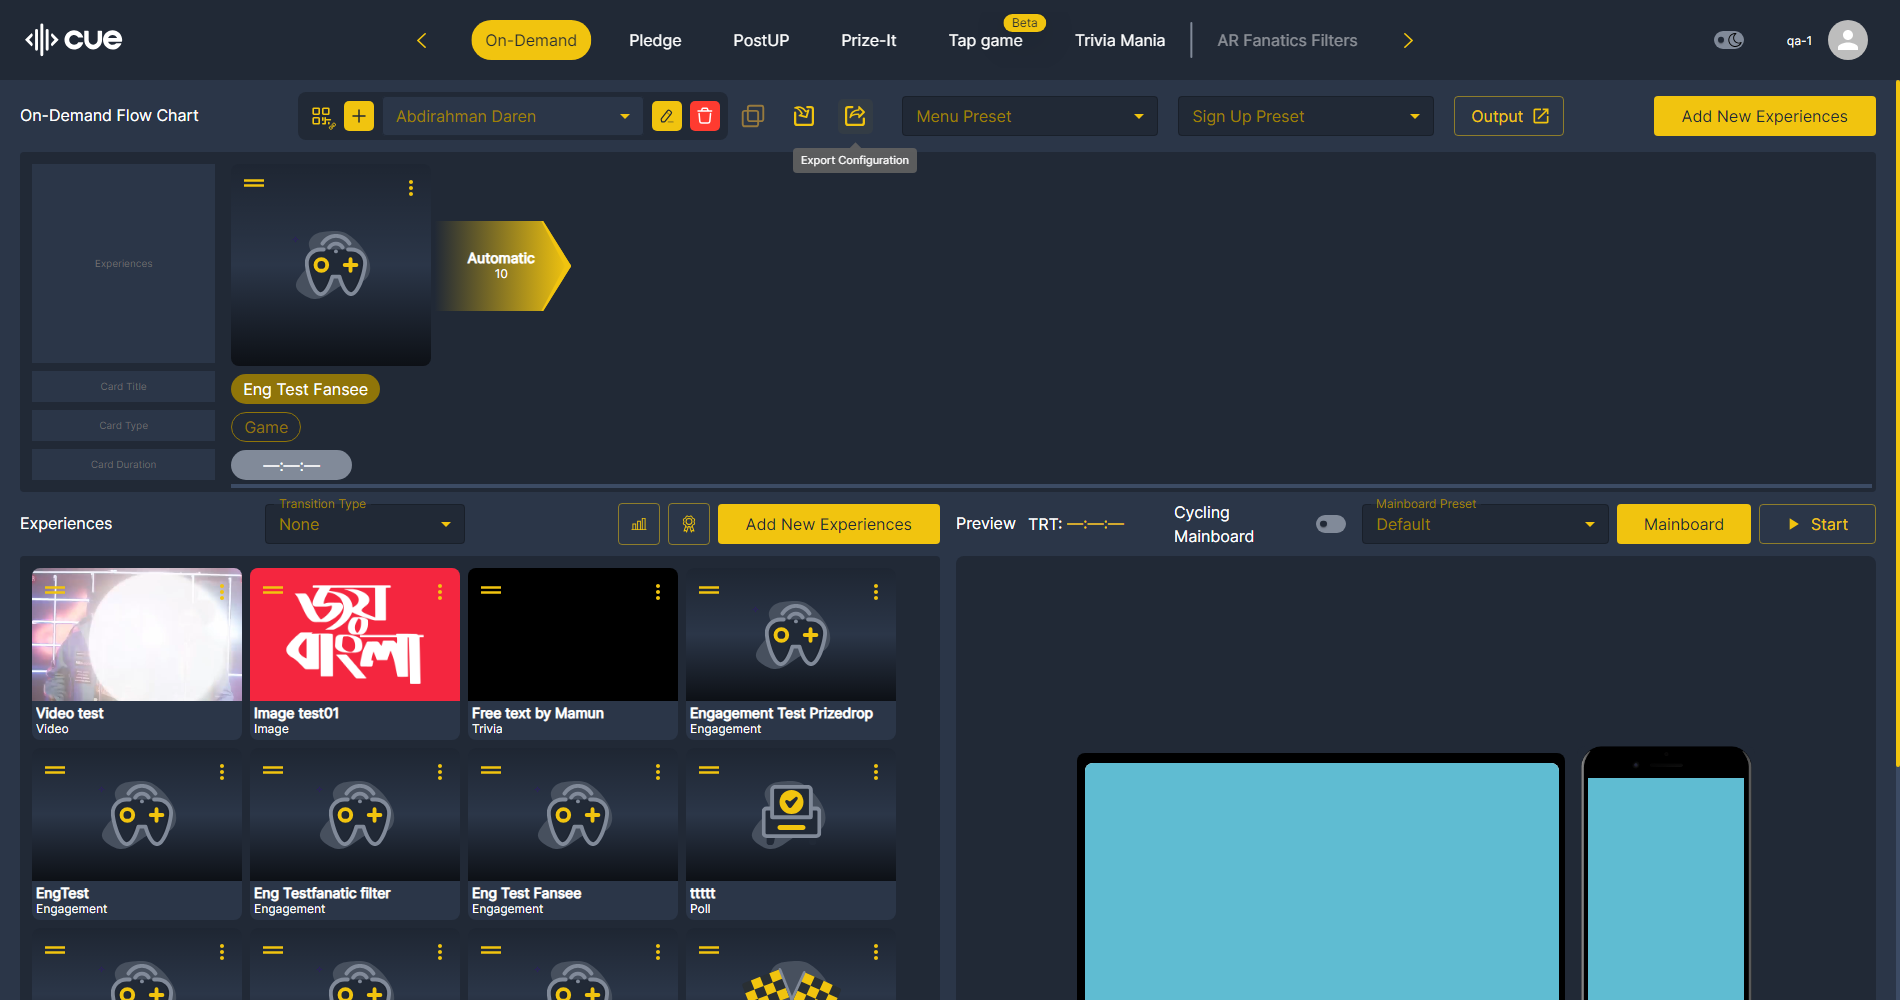 cue
On-Demand
Pledge
PostUP
Prize-It
Beta
Tap game
Trivia Mania
AR Fanatics Filters
qa-1
On-Demand Flow Chart
Abdirahman Daren
Menu Preset
Sign Up Preset
Output
Add New Experiences
Export Configuration
Experiences
Automatic
10
Card Title
Eng Test Fansee
Card Type
Game
Card Duration
—:—:—
Experiences
Transition Type
None
Add New Experiences
Preview
TRT: —:—:—
Cycling
Mainboard
Mainboard Preset
Default
Mainboard
Start
জয়
বাংলা
Video test
Video
Image test01
Image
Free text by Mamun
Trivia
Engagement Test Prizedrop
Engagement
EngTest
Engagement
Eng Testfanatic filter
Engagement
Eng Test Fansee
Engagement
ttttt
Poll